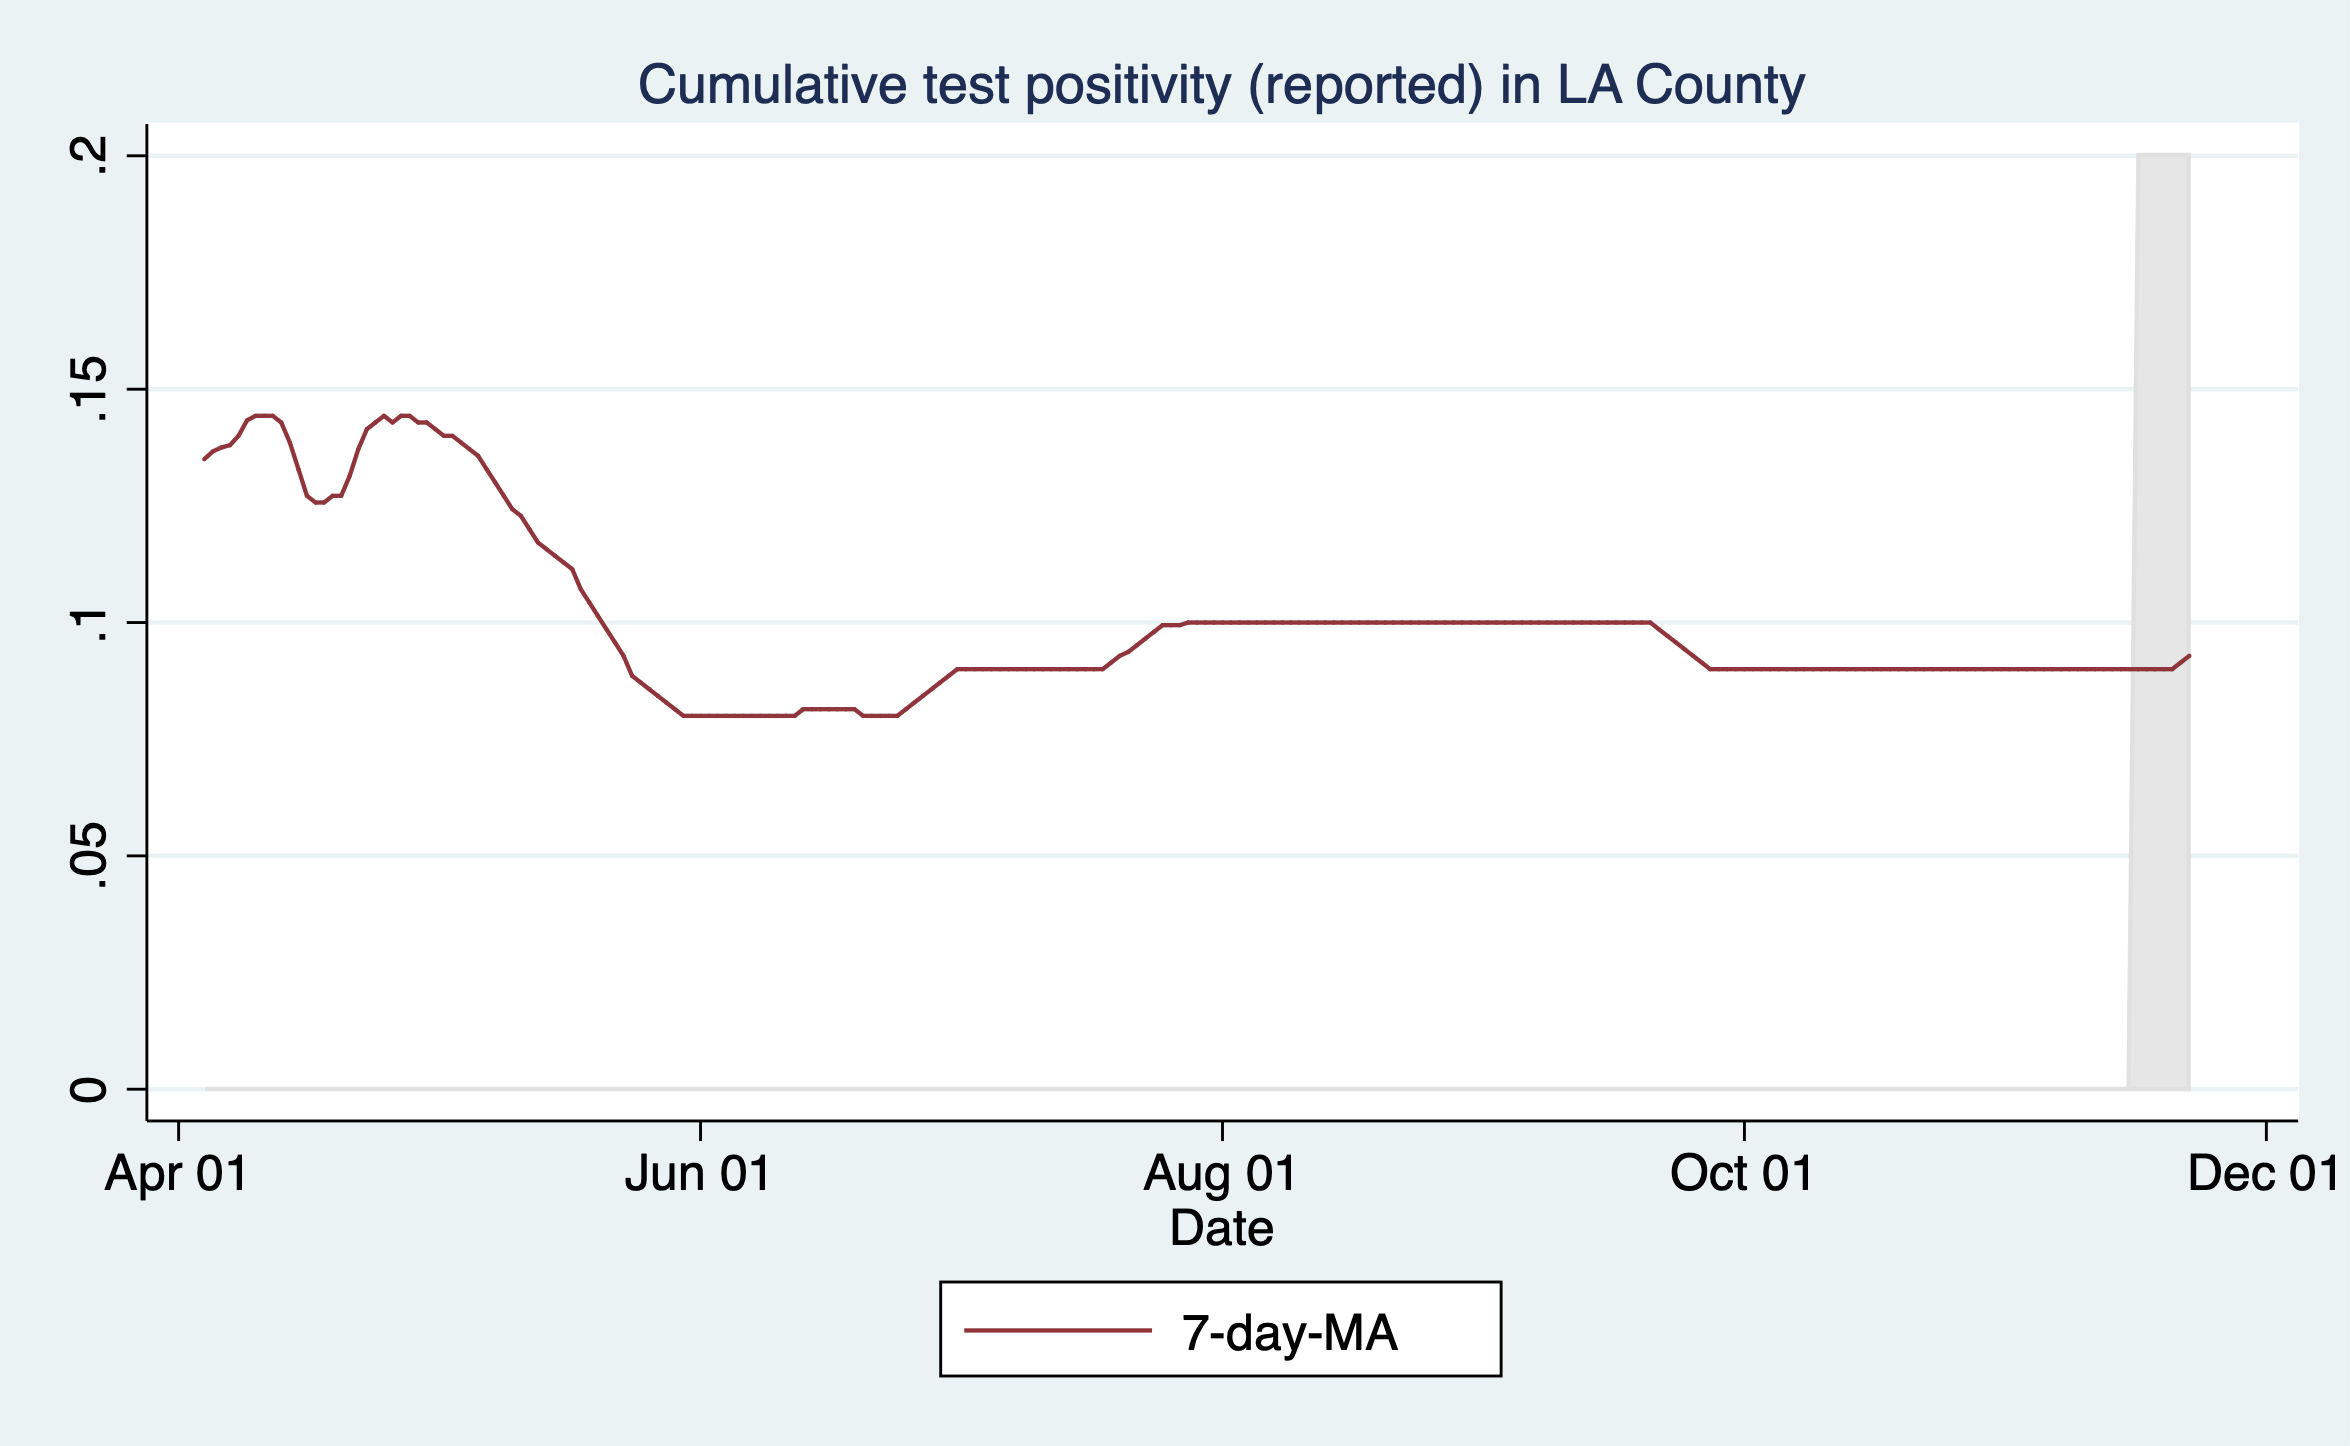 Cumulative test positivity (reported) in LA County
.2
.15
.1
.05
0
Apr 01 Jun 01 Aug 01 Oct 01 Dec 01
Date
7-day-MA